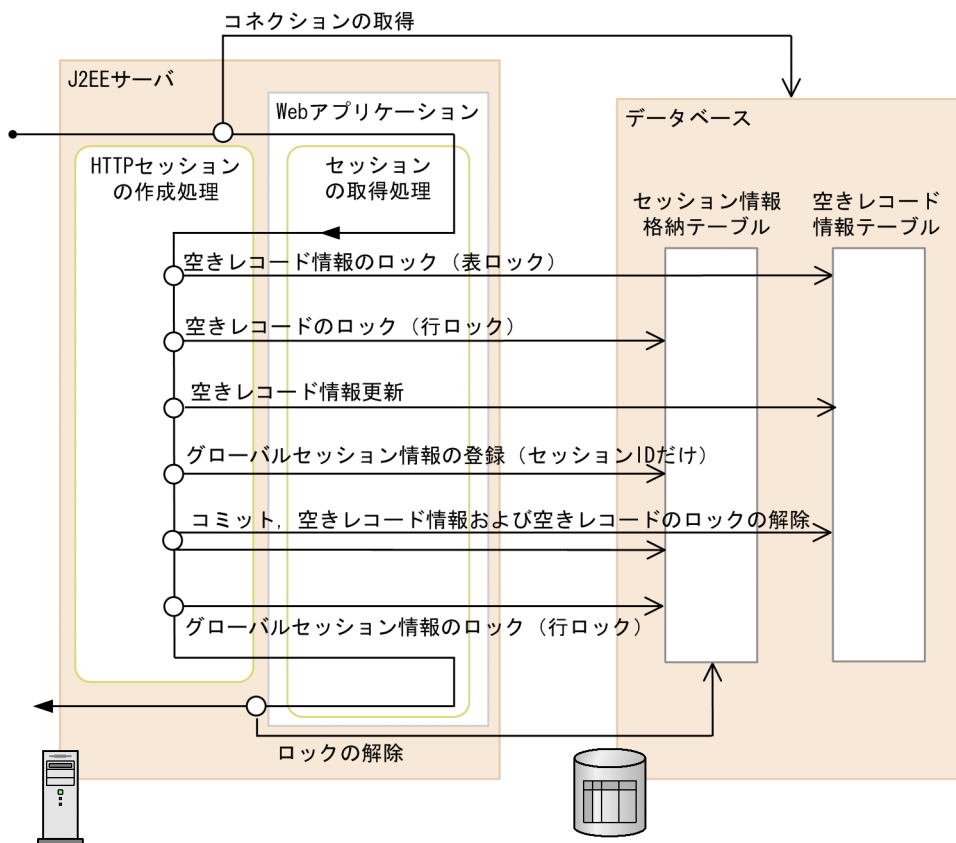 コネクションの取得
J2EEサーバ
Webアプリケーション
データベース
HTTPセッション
の作成処理
セッション
の取得処理
セッション情報
格納テーブル
空きレコード
情報テーブル
空きレコード情報のロック（表ロック）
空きレコードのロック（行ロック）
空きレコード情報更新
グローバルセッション情報の登録（セッションIDだけ）
コミット，空きレコード情報および空きレコードのロックの解除
グローバルセッション情報のロック（行ロック）
ロックの解除